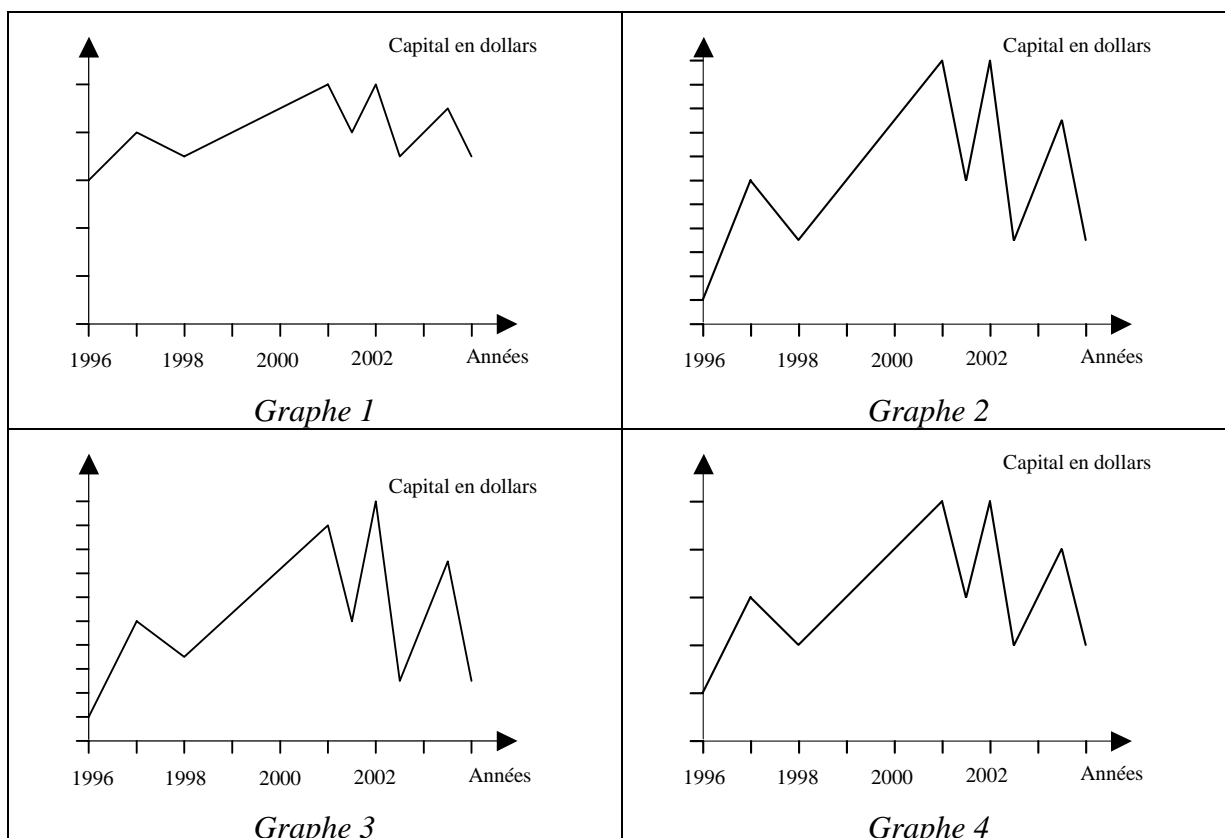 Capital en dollars
1996 1998 2000 2002 Années
Graphe 1
Capital en dollars
1996 1998 2000 2002 Années
Graphe 2
Capital en dollars
1996 1998 2000 2002 Années
Graphe 3
Capital en dollars
1996 1998 2000 2002 Années
Graphe 4